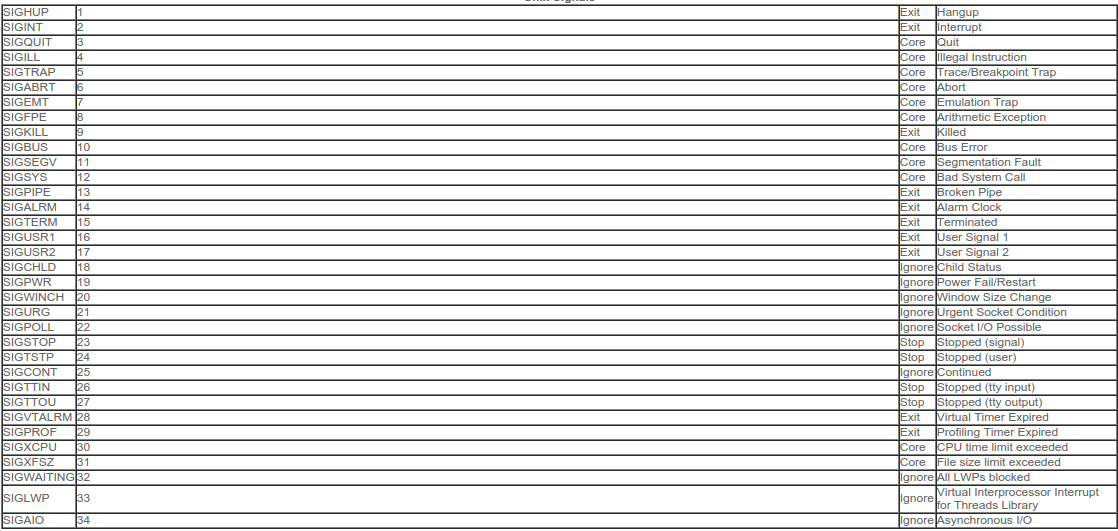 SIGHUP 1 Exit Hangup
SIGINT 2 Exit Interrupt
SIGQUIT 3 Core Quit
SIGILL 4 Core Illegal Instruction
SIGTRAP 5 Core Trace/Breakpoint Trap
SIGABRT 6 Core Abort
SIGEMT 7 Core Emulation Trap
SIGFPE 8 Core Arithmetic Exception
SIGKILL 9 Exit Killed
SIGBUS 10 Core Bus Error
SIGSEGV 11 Core Segmentation Fault
SIGSYS 12 Core Bad System Call
SIGPIPE 13 Exit Broken Pipe
SIGALRM 14 Exit Alarm Clock
SIGTERM 15 Exit Terminated
SIGUSR1 16 Exit User Signal 1
SIGUSR2 17 Exit User Signal 2
SIGCHLD 18 Ignore Child Status
SIGPWR 19 Ignore Power Fail/Restart
SIGWINCH 20 Ignore Window Size Change
SIGURG 21 Ignore Urgent Socket Condition
SIGPOLL 22 Ignore Socket I/O Possible
SIGSTOP 23 Stop Stopped (signal)
SIGTSTP 24 Stop Stopped (user)
SIGCONT 25 Ignore Continued
SIGTTIN 26 Stop Stopped (tty input)
SIGTTOU 27 Stop Stopped (tty output)
SIGVTALRM 28 Exit Virtual Timer Expired
SIGPROF 29 Exit Profiling Timer Expired
SIGXCPU 30 Core CPU time limit exceeded
SIGXFSZ 31 Core File size limit exceeded
SIGWAITING 32 Ignore All LWPs blocked
SIGLWP 33 Ignore Virtual Interprocessor Interrupt
for Threads Library
SIGAIO 34 Ignore Asynchronous I/O